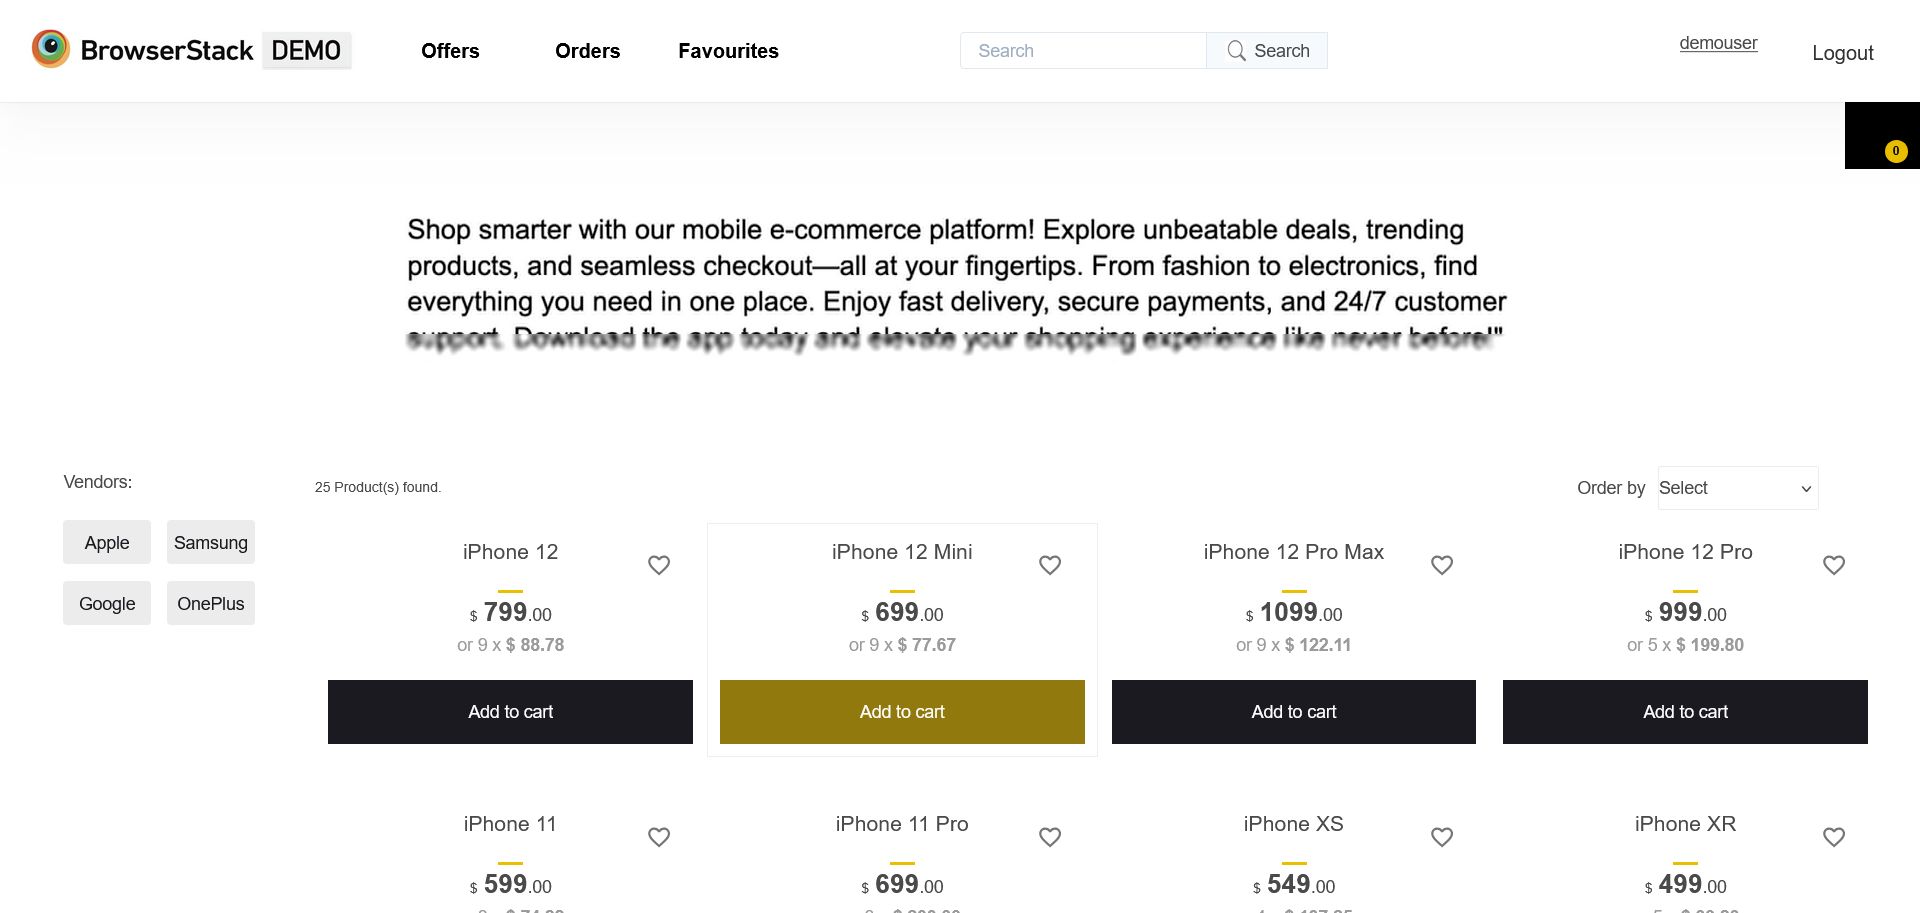 BrowserStack DEMO
Offers
Orders
Favourites
Search
Search
demouser
Logout
0
Shop smarter with our mobile e-commerce platform! Explore unbeatable deals, trending
products, and seamless checkout—all at your fingertips. From fashion to electronics, find
everything you need in one place. Enjoy fast delivery, secure payments, and 24/7 customer
support. Download the app today and elevate your shopping experience like never before!"
Vendors:
25 Product(s) found.
Order by Select
Apple
Samsung
Google
OnePlus
iPhone 12
$ 799.00
or 9 x $ 88.78
Add to cart
iPhone 12 Mini
$ 699.00
or 9 x $ 77.67
Add to cart
iPhone 12 Pro Max
$ 1099.00
or 9 x $ 122.11
Add to cart
iPhone 12 Pro
$ 999.00
or 5 x $ 199.80
Add to cart
iPhone 11
$ 599.00
iPhone 11 Pro
$ 699.00
iPhone XS
$ 549.00
iPhone XR
$ 499.00